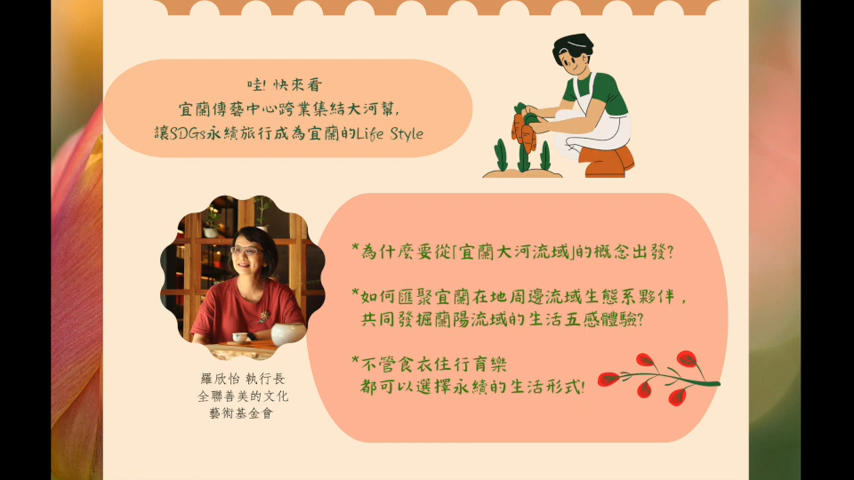 哇! 快來看
宜蘭傳藝中心跨業集結大河幫,
讓SDGs永續旅行成為宜蘭的Life Style
*為什麼要從「宜蘭大河流域」的概念出發?
*如何匯聚宜蘭在地周邊流域生態系夥伴，
共同發掘蘭陽流域的生活五感體驗?
*不管食衣住行育樂
都可以選擇永續的生活形式!
羅欣怡 執行長
全聯善美的文化
藝術基金會